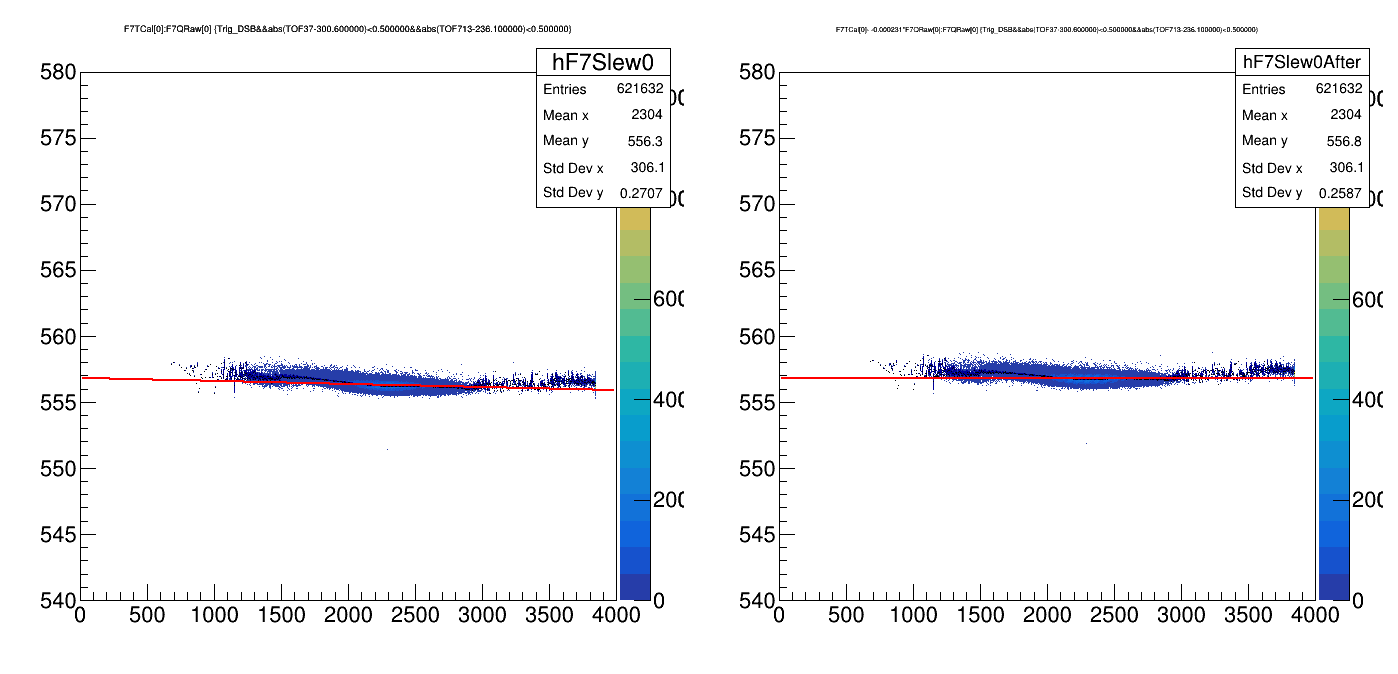 F7TCal[0]:F7QRaw[0] {Trig_DSB&&abs(TOF37-300.600000)<0.500000&&abs(TOF713-236.100000)<0.500000}
hF7Slew0
Entries 621632
Mean x 2304
Mean y 556.3
Std Dev x 306.1
Std Dev y 0.2707
580
575
570
565
560
555
550
545
540
0 500 1000 1500 2000 2500 3000 3500 4000
600
400
200
0
F7TCal[0]- -0.000231*F7QRaw[0]:F7QRaw[0] {Trig_DSB&&abs(TOF37-300.600000)<0.500000&&abs(TOF713-236.100000)<0.500000}
hF7Slew0After
Entries 621632
Mean x 2304
Mean y 556.8
Std Dev x 306.1
Std Dev y 0.2587
580
575
570
565
560
555
550
545
540
0 500 1000 1500 2000 2500 3000 3500 4000
600
400
200
0